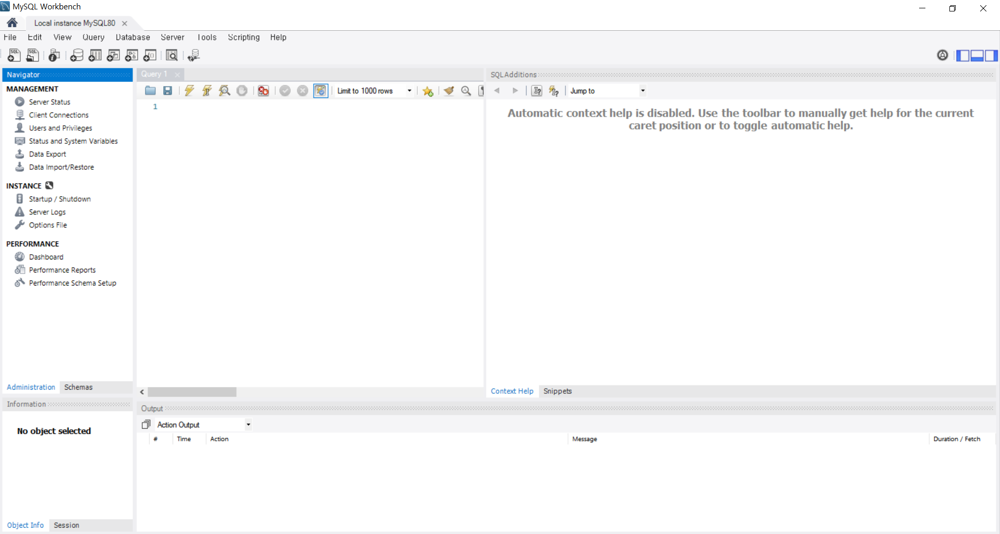 MySQL Workbench
Local instance MySQL80
File Edit View Query Database Server Tools Scripting Help
Navigator
MANAGEMENT
Server Status
Client Connections
Users and Privileges
Status and System Variables
Data Export
Data Import/Restore
INSTANCE
Startup / Shutdown
Server Logs
Options File
PERFORMANCE
Dashboard
Performance Reports
Performance Schema Setup
Administration Schemas
Information
No object selected
Object Info Session
Query 1
Limit to 1000 rows
1
SQLAdditions
Jump to
Automatic context help is disabled. Use the toolbar to manually get help for the current
caret position or to toggle automatic help.
Context Help Snippets
Output
Action Output
# Time Action Message Duration / Fetch